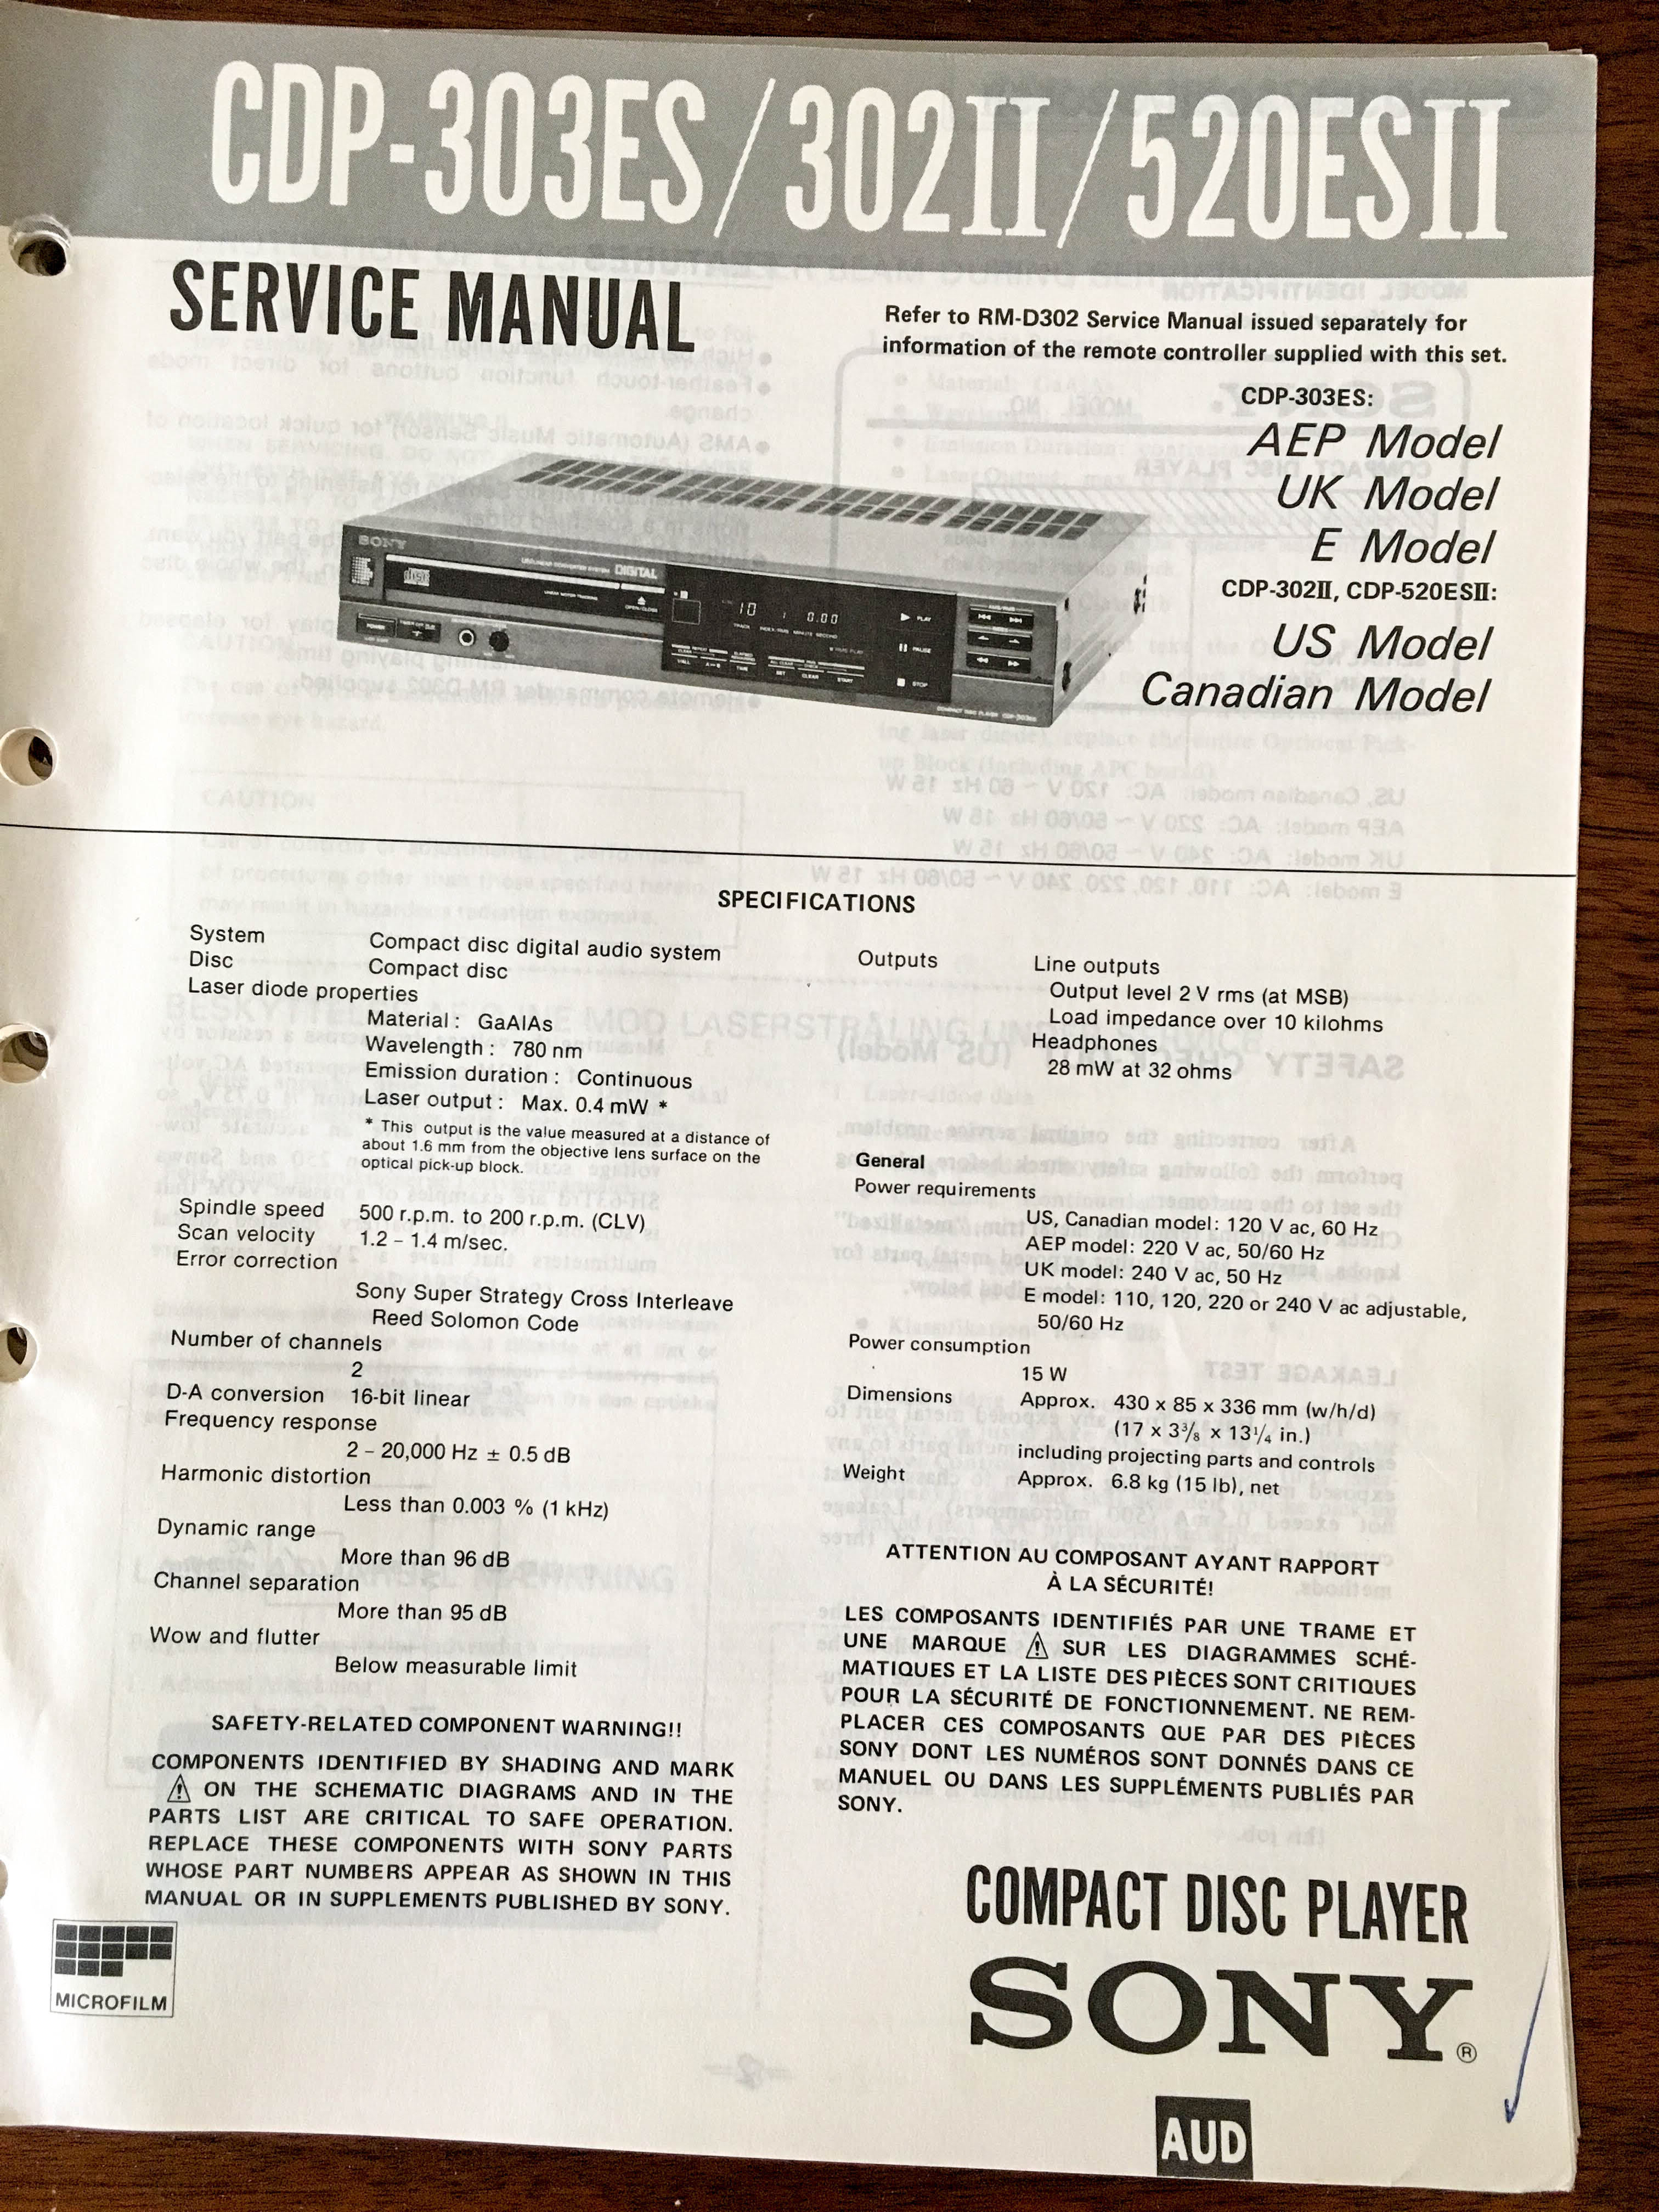 CDP-303ES/302II/520ESII
SERVICE MANUAL
Refer to RM-D302 Service Manual issued separately for
information of the remote controller supplied with this set.
CDP-303ES:
AEP Model
UK Model
E Model
CDP-302II, CDP-520ESII:
US Model
Canadian Model
SONY
DIGITAL
OPEN/CLOSE
POWER
10 1 0.00
TRACK
PLAY
PAUSE
STOP
TIME
CLEAR
START
SPECIFICATIONS
System Compact disc digital audio system
Disc Compact disc
Laser diode properties
Material : GaAlAs
Wavelength : 780 nm
Emission duration : Continuous
Laser output : Max. 0.4 mW *
* This output is the value measured at a distance of
about 1.6 mm from the objective lens surface on the
optical pick-up block.
Spindle speed 500 r.p.m. to 200 r.p.m. (CLV)
Scan velocity 1.2 – 1.4 m/sec.
Error correction
Sony Super Strategy Cross Interleave
Reed Solomon Code
Number of channels
2
D-A conversion 16-bit linear
Frequency response
2 – 20,000 Hz ± 0.5 dB
Harmonic distortion
Less than 0.003 % (1 kHz)
Dynamic range
More than 96 dB
Channel separation
More than 95 dB
Wow and flutter
Below measurable limit
SAFETY-RELATED COMPONENT WARNING!!
COMPONENTS IDENTIFIED BY SHADING AND MARK
⚠ ON THE SCHEMATIC DIAGRAMS AND IN THE
PARTS LIST ARE CRITICAL TO SAFE OPERATION.
REPLACE THESE COMPONENTS WITH SONY PARTS
WHOSE PART NUMBERS APPEAR AS SHOWN IN THIS
MANUAL OR IN SUPPLEMENTS PUBLISHED BY SONY.
MICROFILM
Outputs Line outputs
Output level 2 V rms (at MSB)
Load impedance over 10 kilohms
Headphones
28 mW at 32 ohms
General
Power requirements
US, Canadian model: 120 V ac, 60 Hz
AEP model: 220 V ac, 50/60 Hz
UK model: 240 V ac, 50 Hz
E model: 110, 120, 220 or 240 V ac adjustable,
50/60 Hz
Power consumption
15 W
Dimensions Approx. 430 x 85 x 336 mm (w/h/d)
(17 x 3⅜ x 13¼ in.)
including projecting parts and controls
Weight Approx. 6.8 kg (15 lb), net
ATTENTION AU COMPOSANT AYANT RAPPORT
À LA SÉCURITÉ!
LES COMPOSANTS IDENTIFIÉS PAR UNE TRAME ET
UNE MARQUE ⚠ SUR LES DIAGRAMMES SCHÉ-
MATIQUES ET LA LISTE DES PIÈCES SONT CRITIQUES
POUR LA SÉCURITÉ DE FONCTIONNEMENT. NE REM-
PLACER CES COMPOSANTS QUE PAR DES PIÈCES
SONY DONT LES NUMÉROS SONT DONNÉS DANS CE
MANUEL OU DANS LES SUPPLÉMENTS PUBLIÉS PAR
SONY.
COMPACT DISC PLAYER
SONY®
AUD